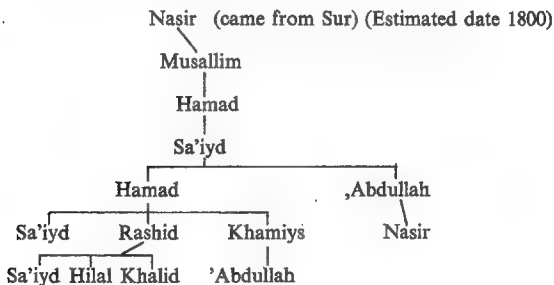 Nasir (came from Sur) (Estimated date 1800)
Musallim
Hamad
Sa'iyd
Hamad ,Abdullah
Sa'iyd Rashid Khamiys Nasir
Sa'iyd Hilal Khalid 'Abdullah